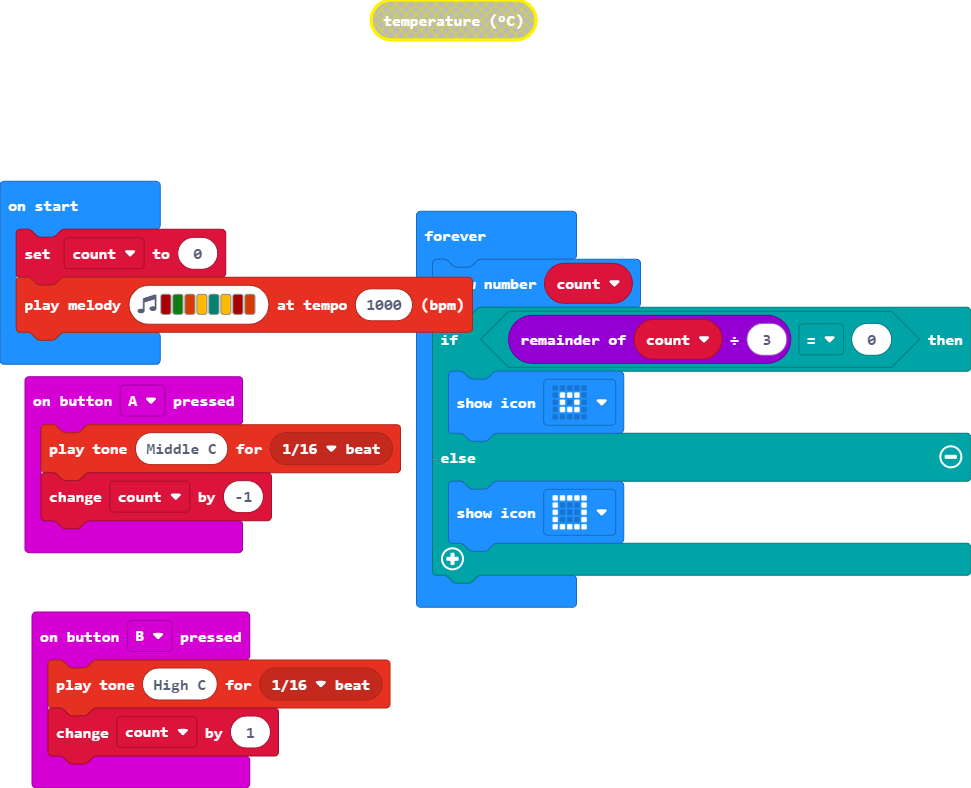 temperature (°C)
on start
set count to 0
play melody at tempo 1000 (bpm)
on button A pressed
play tone Middle C for 1/16 beat
change count by -1
on button B pressed
play tone High C for 1/16 beat
change count by 1
forever
number count
if remainder of count ÷ 3 = 0 then
show icon
else
show icon